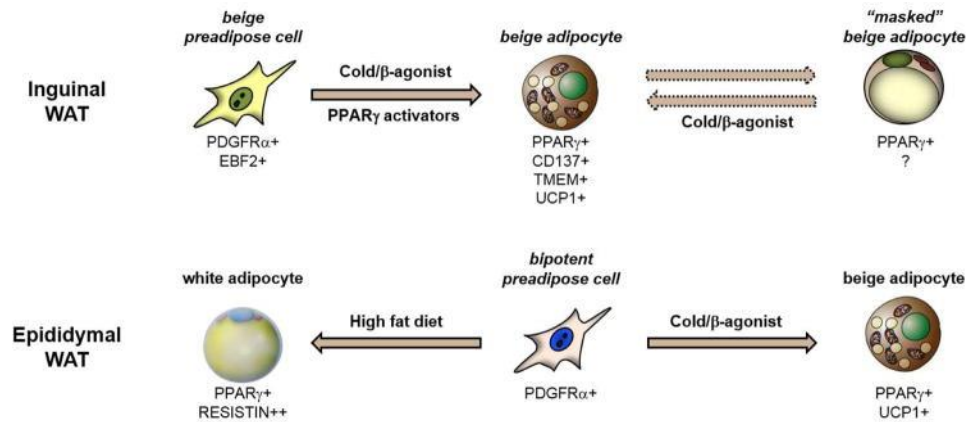 beige
preadipose cell
beige adipocyte
“masked”
beige adipocyte
Inguinal
WAT
Cold/β-agonist
PPARγ activators
Cold/β-agonist
PDGFRα+
EBF2+
PPARγ+
CD137+
TMEM+
UCP1+
PPARγ+
?
white adipocyte
bipotent
preadipose cell
beige adipocyte
Epididymal
WAT
High fat diet
Cold/β-agonist
PPARγ+
RESISTIN++
PDGFRα+
PPARγ+
UCP1+